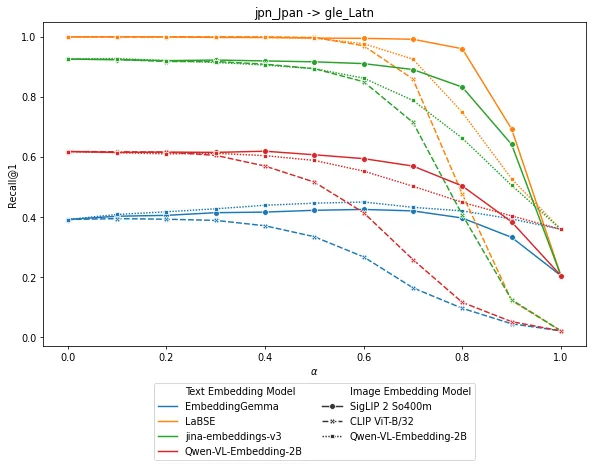 jpn_Jpan -> gle_Latn
1.0
0.8
0.6
0.4
0.2
0.0
Recall@1
0.0 0.2 0.4 0.6 0.8 1.0
α
Text Embedding Model Image Embedding Model
EmbeddingGemma SigLIP 2 So400m
LaBSE CLIP ViT-B/32
jina-embeddings-v3 Qwen-VL-Embedding-2B
Qwen-VL-Embedding-2B